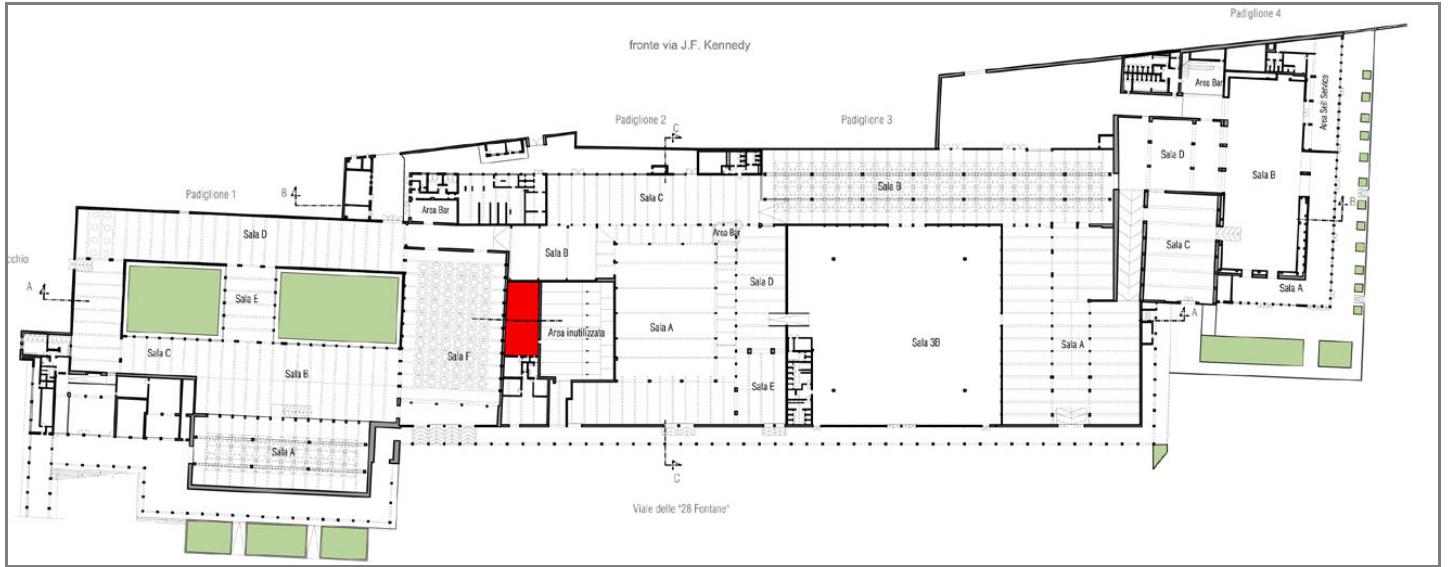 Padiglione 4
fronte via J.F. Kennedy
Area Bar
Area Self Service
Padiglione 2
C
Padiglione 3
Sala D
Sala B
Padiglione 1
B
Sala C
Sala B
B
Area Bar
Sala D
Area Bar
Sala C
Sala B
cchio
Sala E
Sala D
A
Sala A
Area inutilizzata
A
Sala A
Sala C
Sala F
Sala 3B
Sala A
Sala B
Sala E
Sala A
C
Viale delle "28 Fontane"